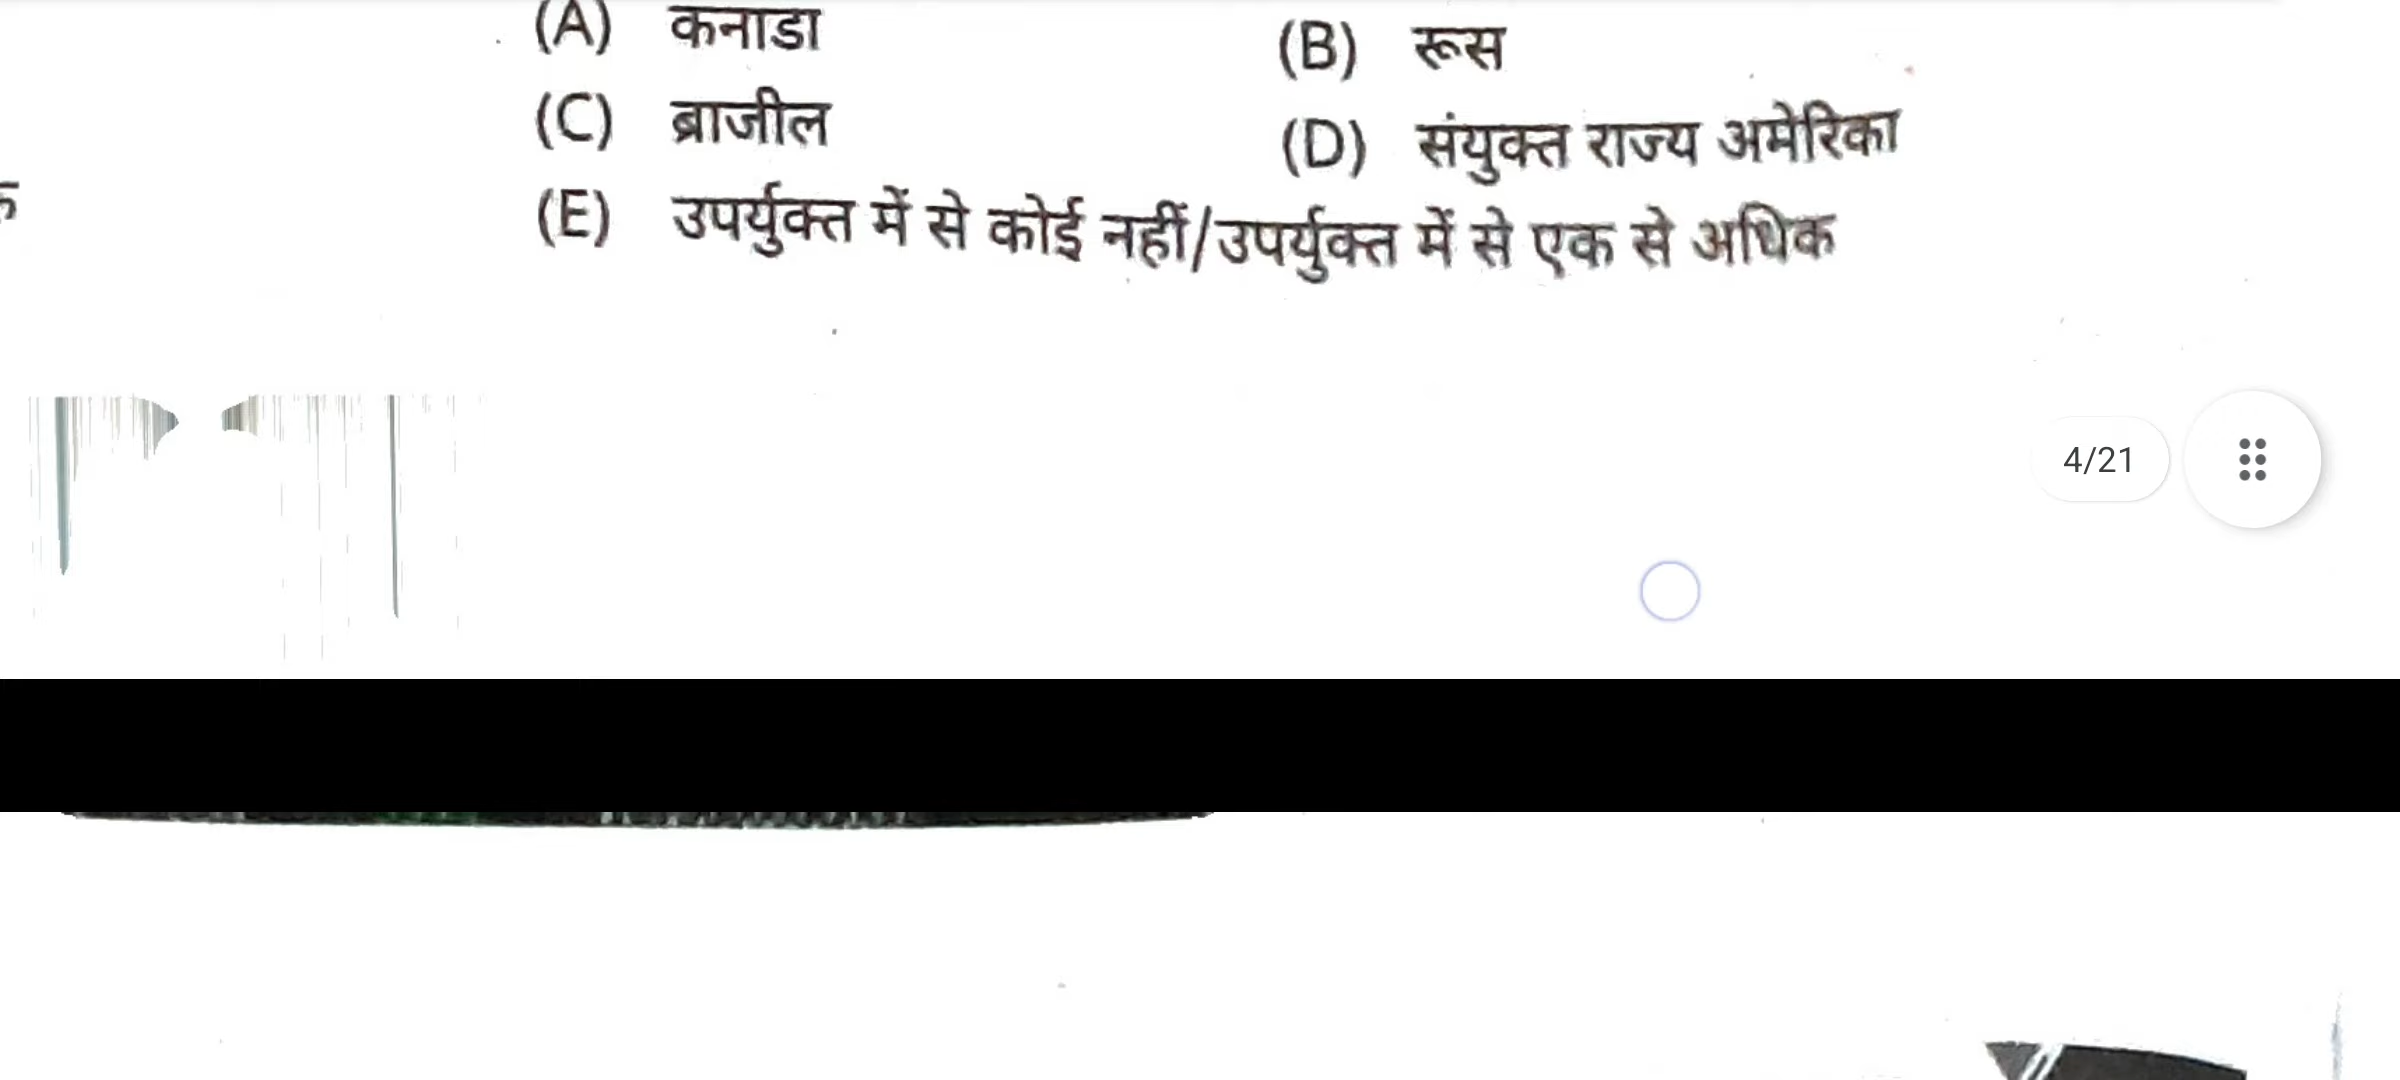 (A) कनाडा (B) रूस
(C) ब्राजील (D) संयुक्त राज्य अमेरिका
(E) उपर्युक्त में से कोई नहीं/उपर्युक्त में से एक से अधिक
4/21